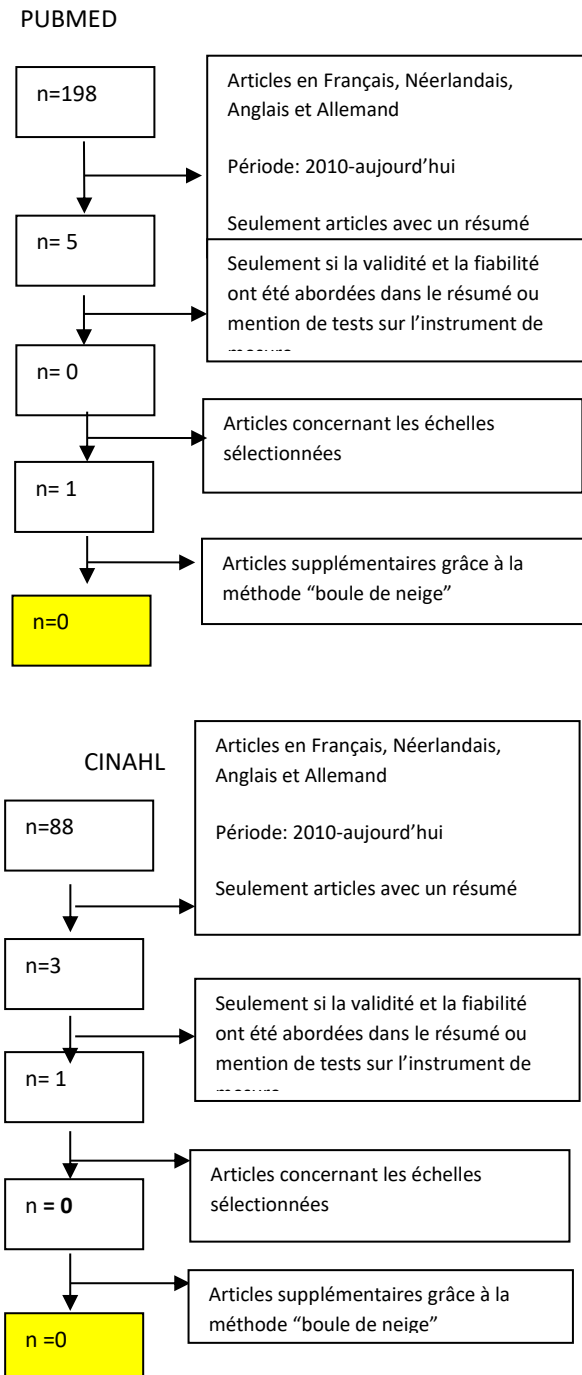 PUBMED
n=198
Articles en Français, Néerlandais,
Anglais et Allemand
Période: 2010-aujourd’hui
Seulement articles avec un résumé
n= 5
Seulement si la validité et la fiabilité
ont été abordées dans le résumé ou
mention de tests sur l’instrument de
n= 0
Articles concernant les échelles
sélectionnées
n= 1
Articles supplémentaires grâce à la
méthode “boule de neige”
n=0
CINAHL
Articles en Français, Néerlandais,
Anglais et Allemand
n=88
Période: 2010-aujourd’hui
Seulement articles avec un résumé
n=3
Seulement si la validité et la fiabilité
ont été abordées dans le résumé ou
mention de tests sur l’instrument de
n= 1
Articles concernant les échelles
sélectionnées
n = 0
Articles supplémentaires grâce à la
méthode “boule de neige”
n =0